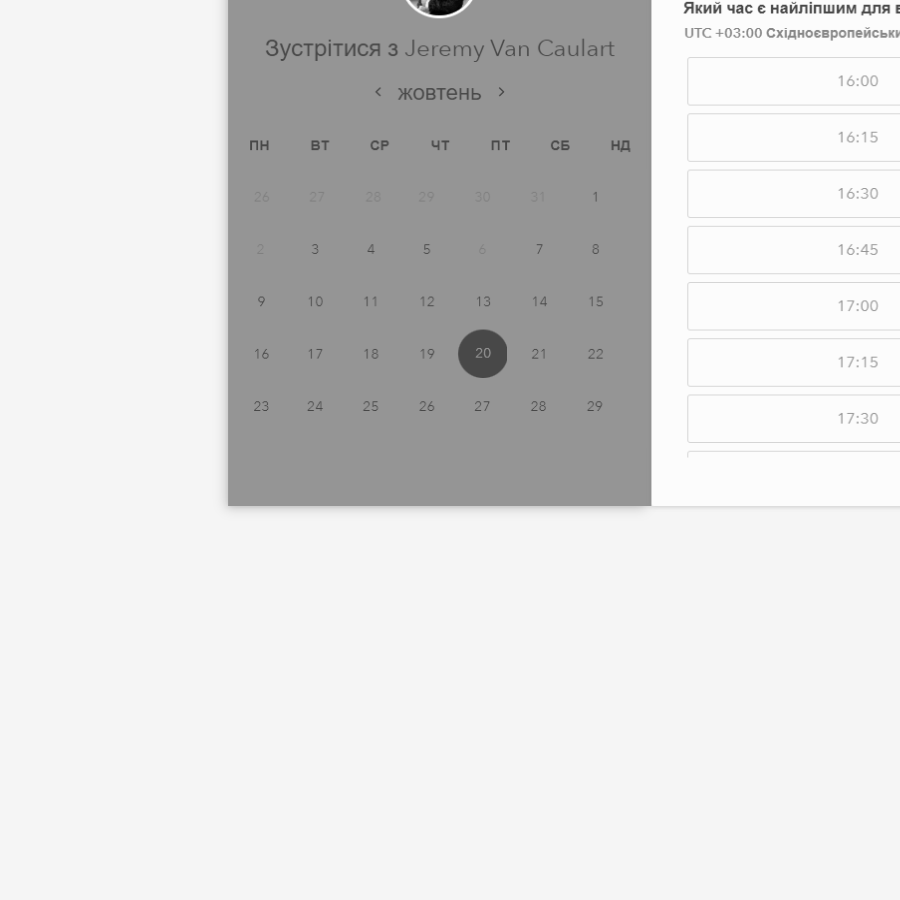 Зустрітися з Jeremy Van Caulart
жовтень
ПН ВТ СР ЧТ ПТ СБ НД
26 27 28 29 30 31 1
2 3 4 5 6 7 8
9 10 11 12 13 14 15
16 17 18 19 20 21 22
23 24 25 26 27 28 29
Який час є найліпшим для
UTC +03:00
16:00
16:15
16:30
16:45
17:00
17:15
17:30